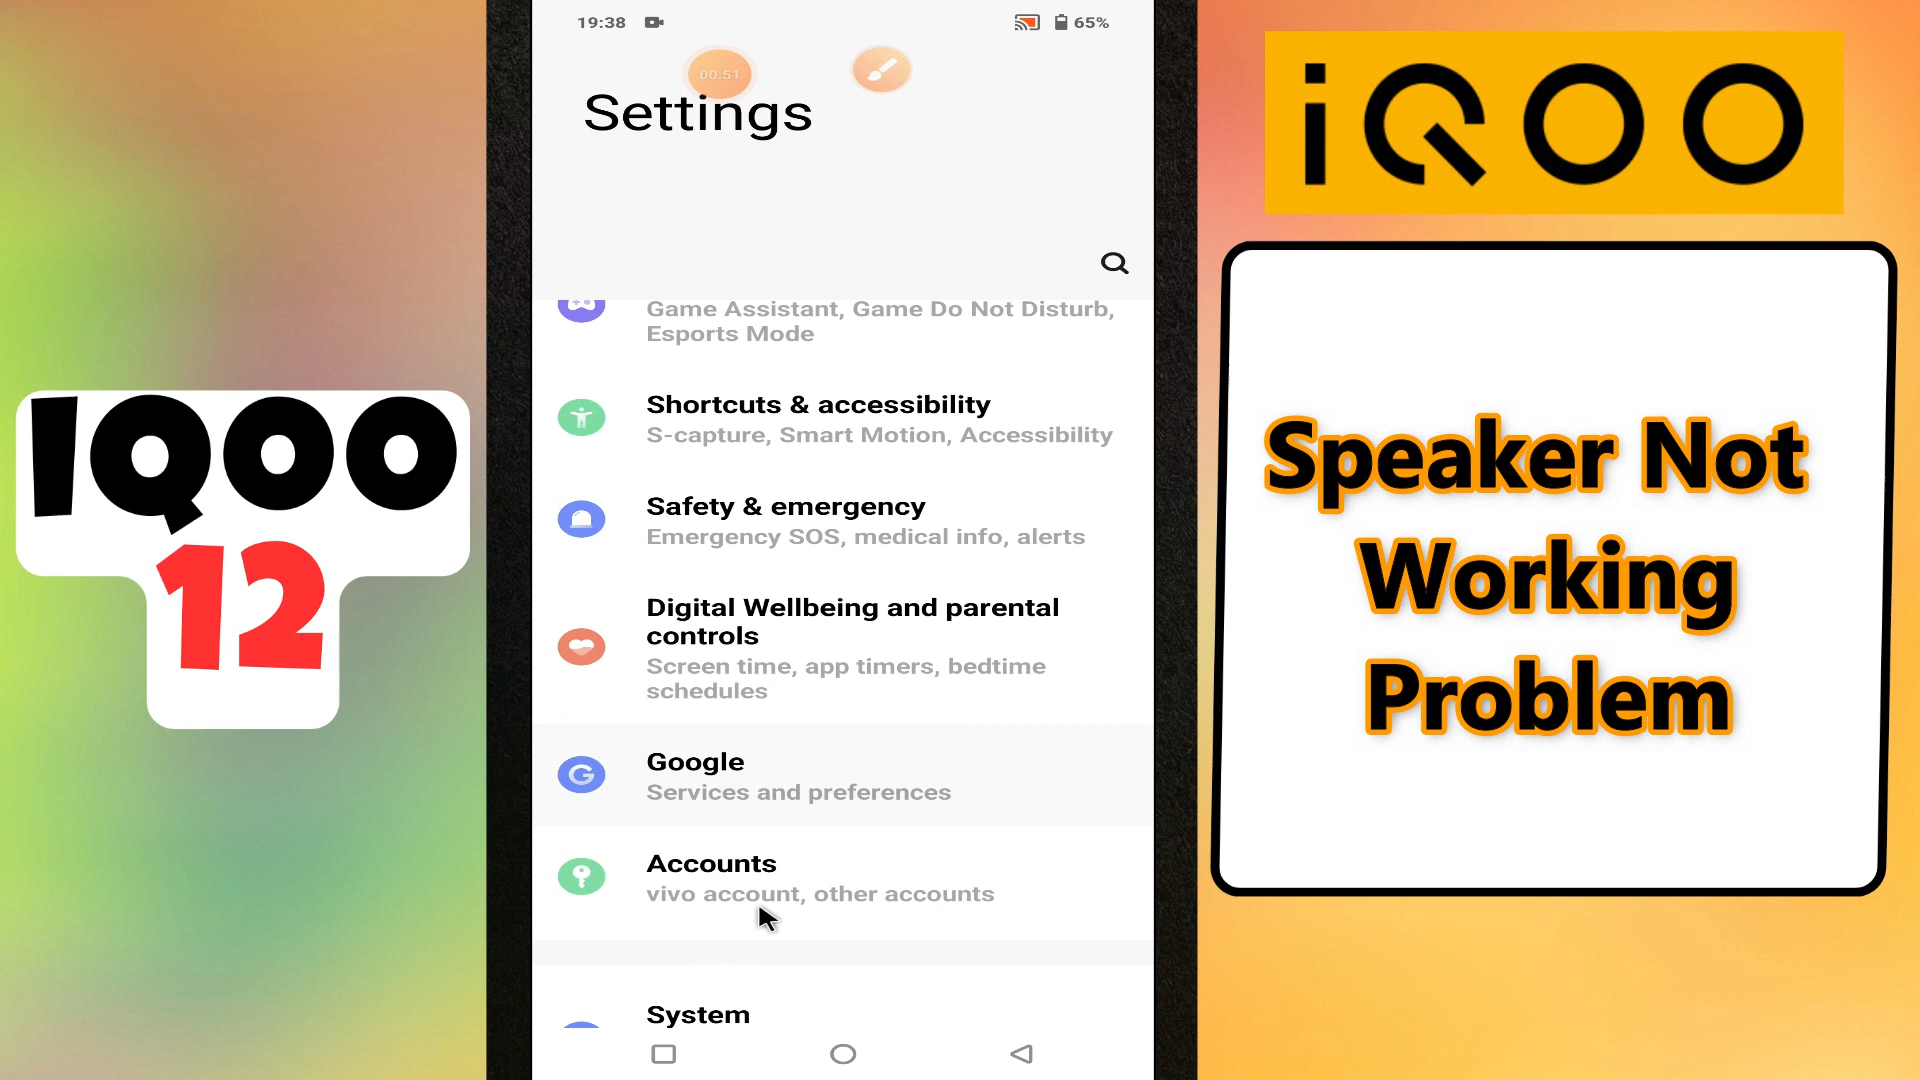 IQOO
12
19:38
65%
00:51
Settings
Game Assistant, Game Do Not Disturb,
Esports Mode
Shortcuts & accessibility
S-capture, Smart Motion, Accessibility
Safety & emergency
Emergency SOS, medical info, alerts
Digital Wellbeing and parental
controls
Screen time, app timers, bedtime
schedules
Google
Services and preferences
Accounts
vivo account, other accounts
System
iQOO
Speaker Not
Working
Problem